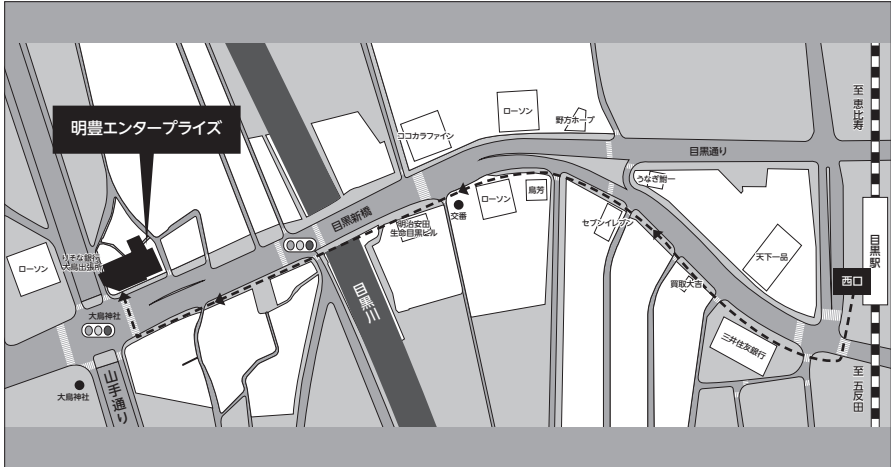 明豊エンタープライズ
ココカラファイン
ローソン
野方ホープ
至 恵比寿
目黒通り
うなぎ鮒一
目黒新橋
明治安田
生命目黒ビル
交番
ローソン
鳥芳
セブンイレブン
天下一品
目黒駅
西口
買取大吉
三井住友銀行
至 五反田
ローソン
りそな銀行
大鳥出張所
目黒川
大鳥神社
大鳥神社
山手通り